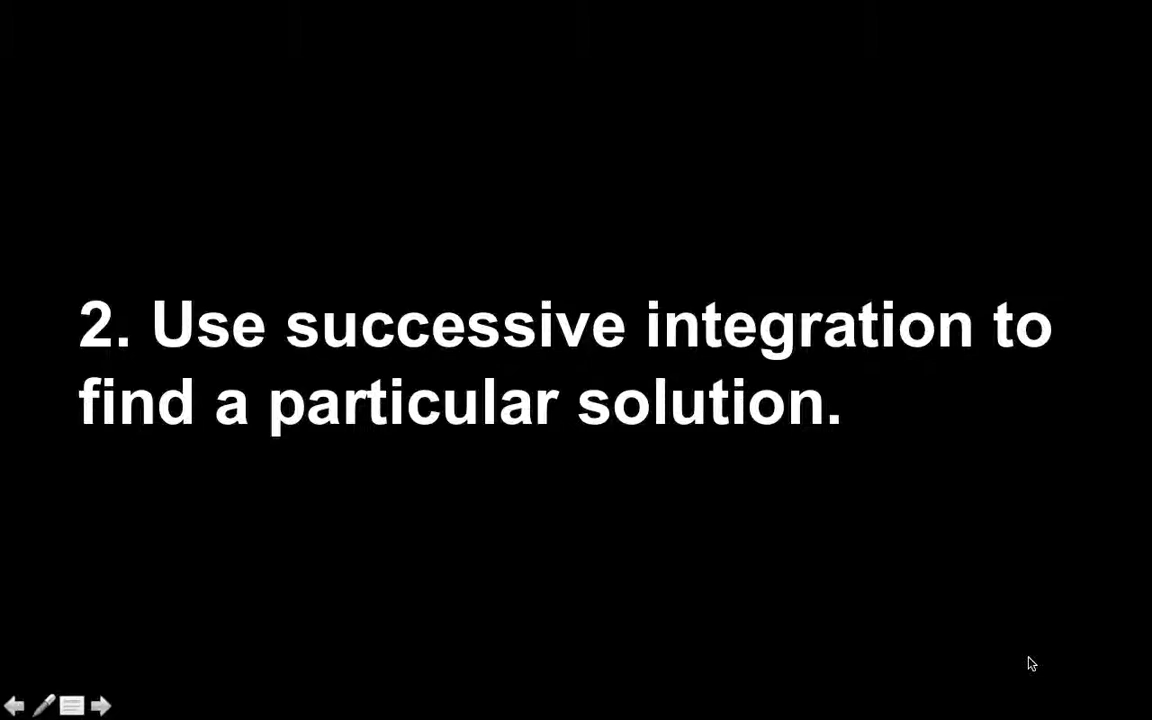 2. Use successive integration to
find a particular solution.